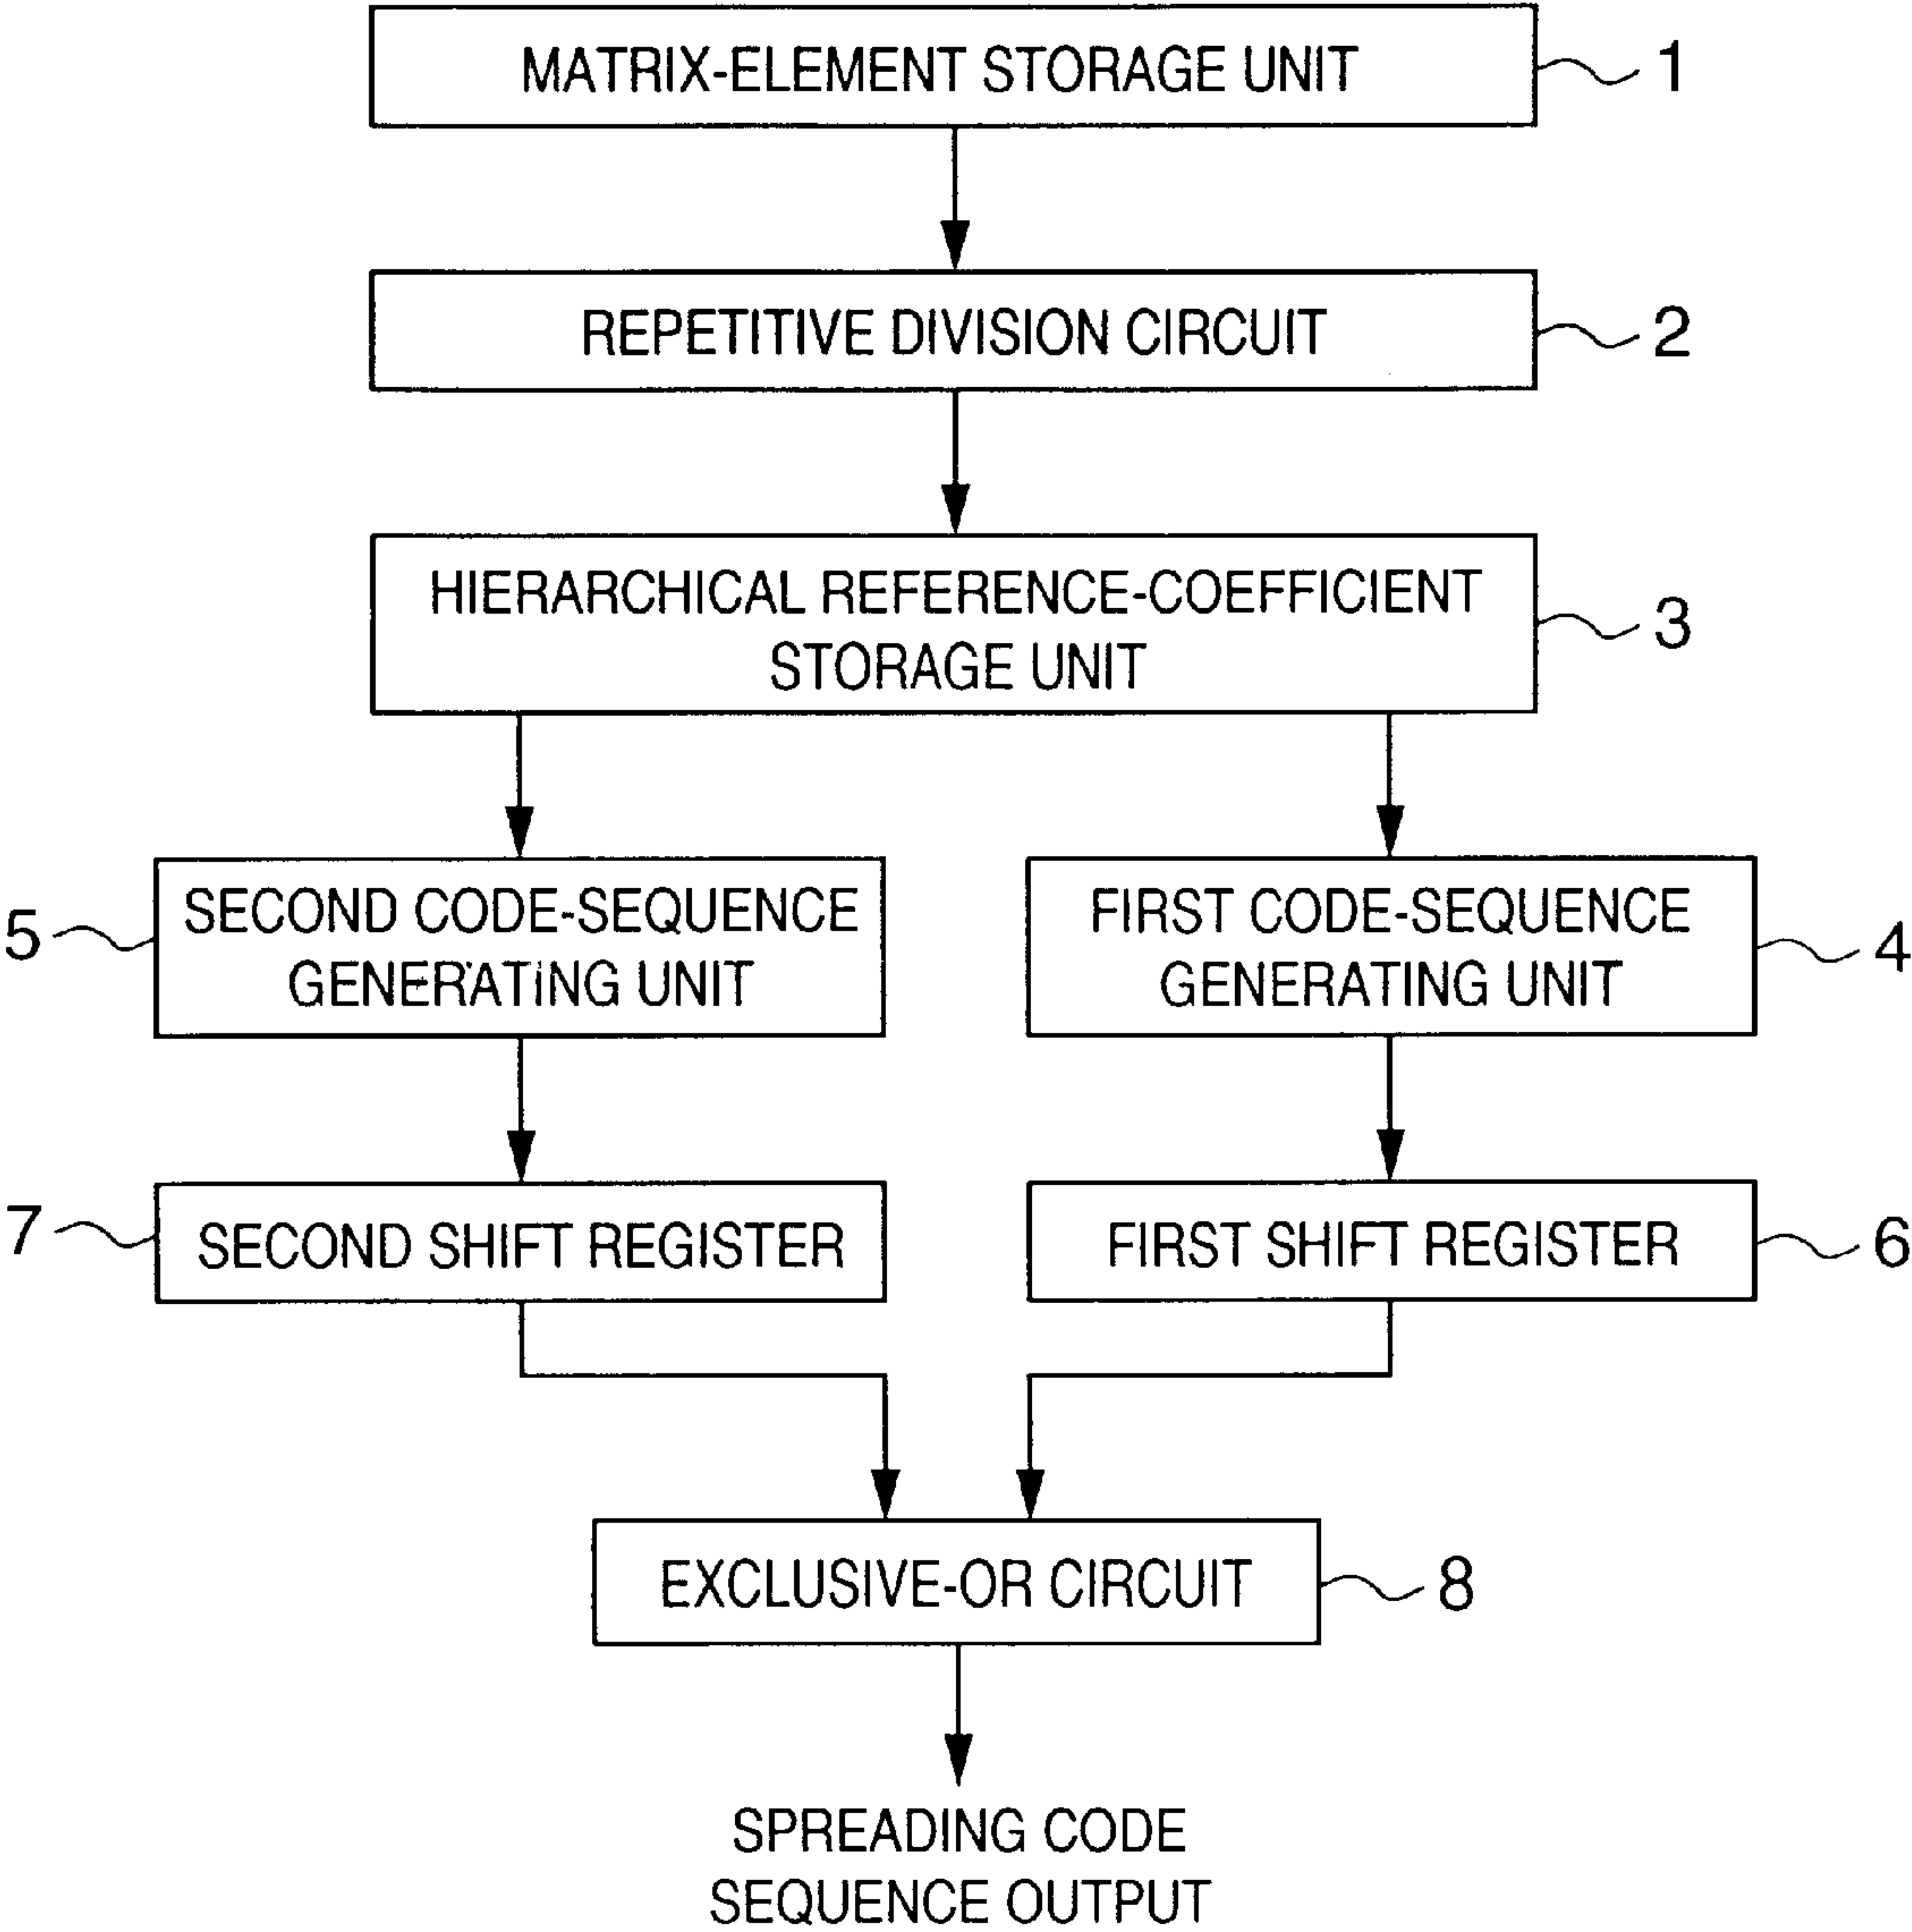 MATRIX-ELEMENT STORAGE UNIT
1
REPETITIVE DIVISION CIRCUIT
2
HIERARCHICAL REFERENCE-COEFFICIENT
STORAGE UNIT
3
5
SECOND CODE-SEQUENCE
GENERATING UNIT
FIRST CODE-SEQUENCE
GENERATING UNIT
4
7
SECOND SHIFT REGISTER
FIRST SHIFT REGISTER
6
EXCLUSIVE-OR CIRCUIT
8
SPREADING CODE
SEQUENCE OUTPUT